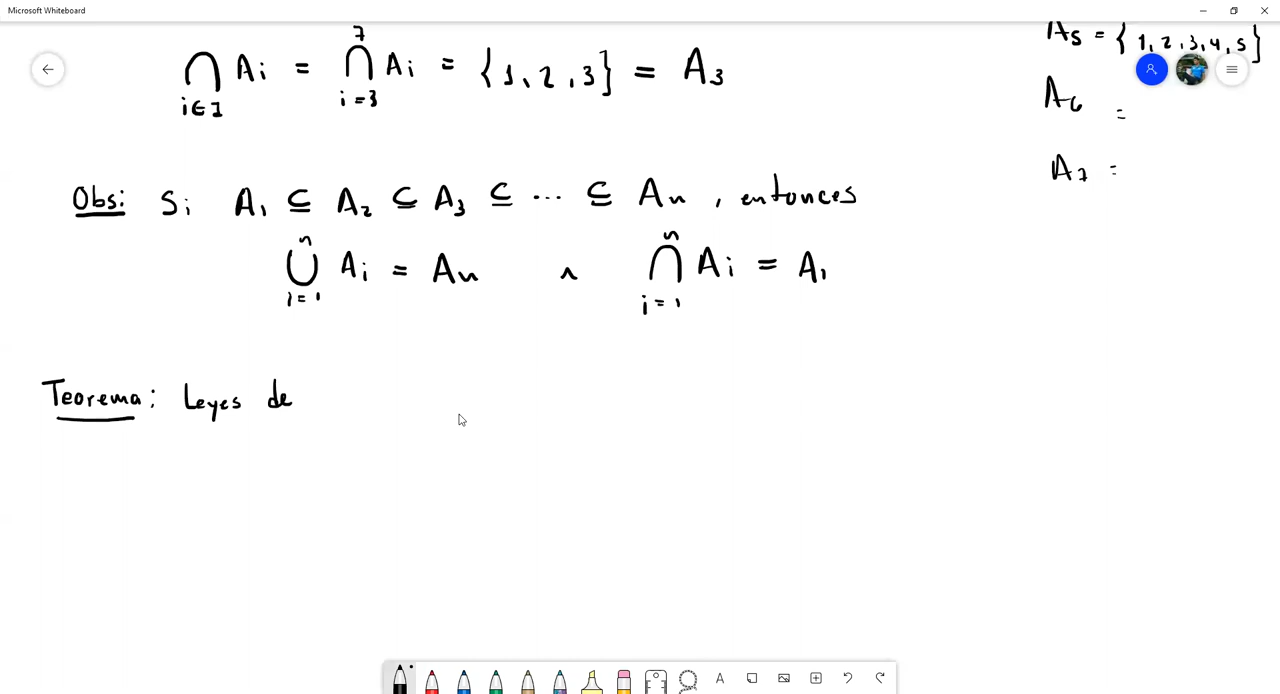 Microsoft Whiteboard
⋂ i∈I Ai = ⋂ i=3 7 Ai = {1, 2, 3} = A3
A5 = {1, 2, 3, 4, 5}
A6 =
A7 =
Obs: Si A1 ⊆ A2 ⊆ A3 ⊆ ... ⊆ An, entonces
⋃ i=1 n Ai = An ∧ ⋂ i=1 n Ai = A1
Teorema: Leyes de
A